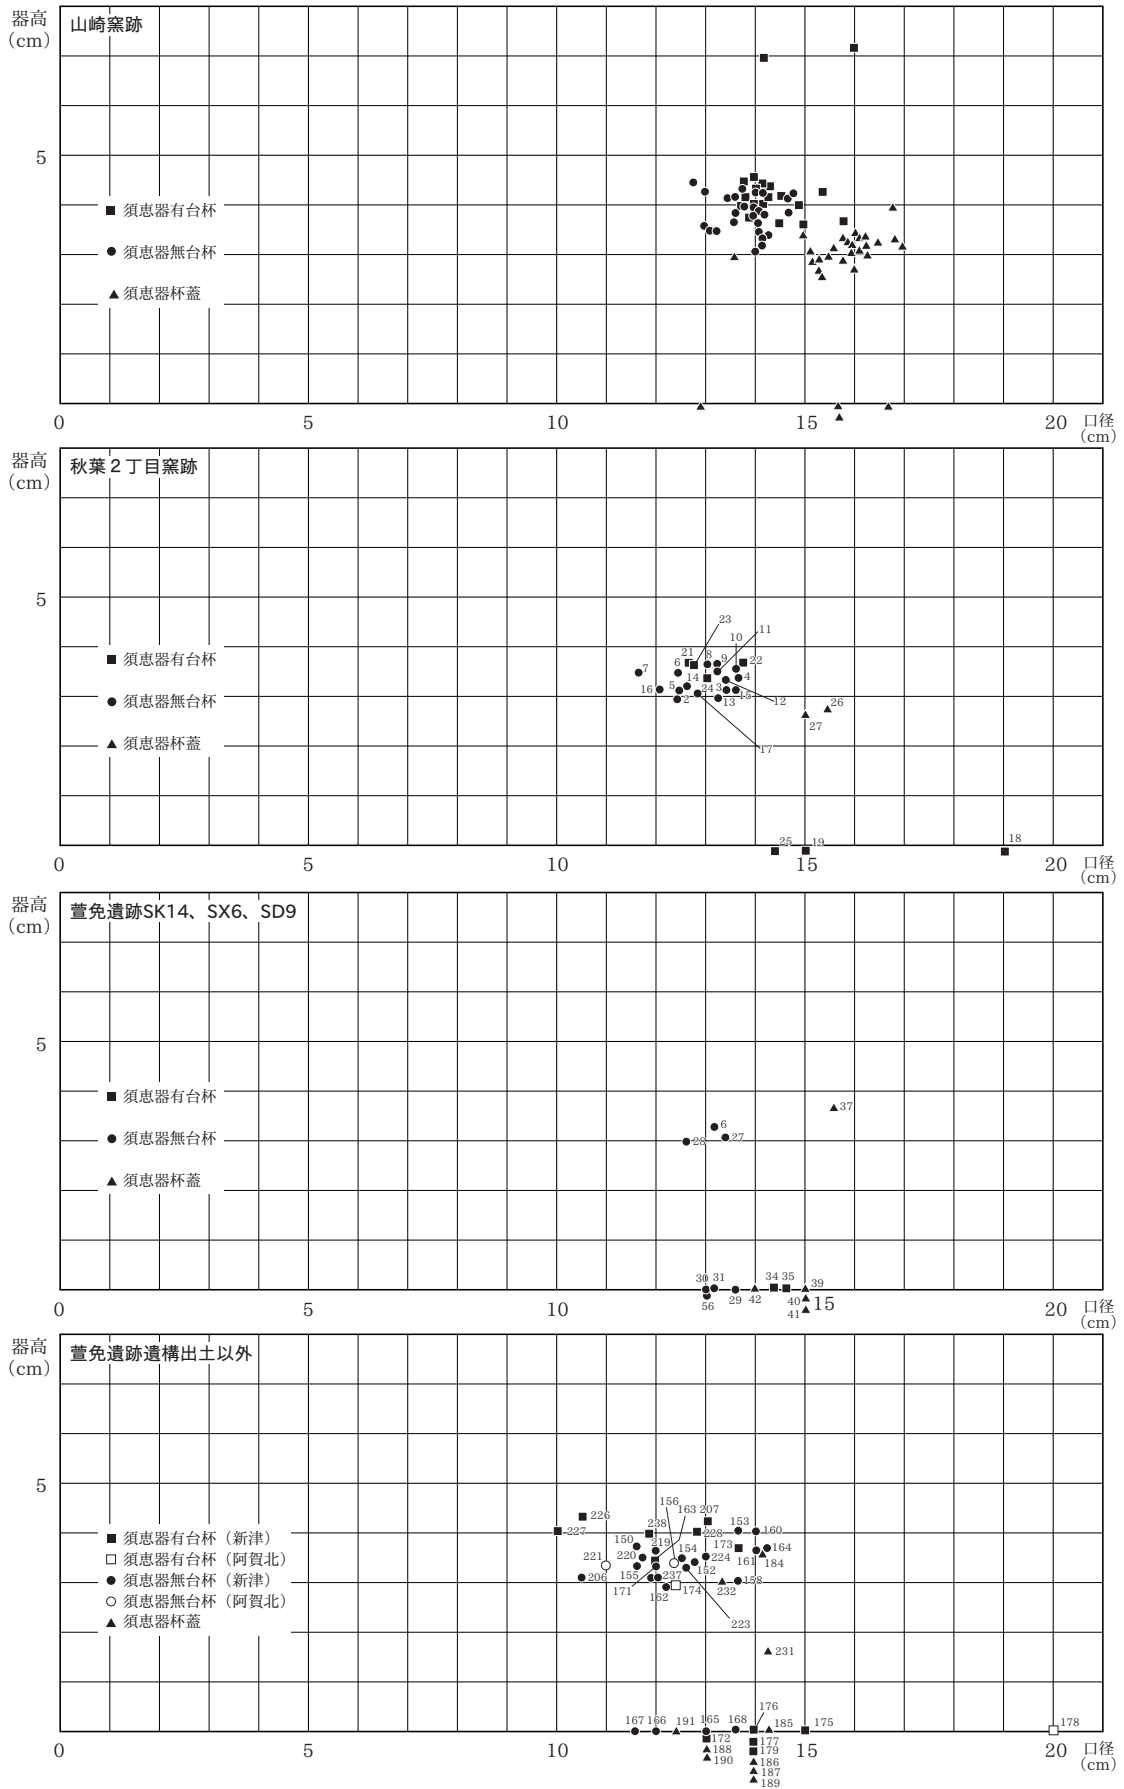 器高
(cm)
山崎窯跡
5
須恵器有台杯
須恵器無台杯
須恵器杯蓋
0 5 10 15 20 口径
(cm)
器高
(cm)
秋葉2丁目窯跡
5
須恵器有台杯
須恵器無台杯
須恵器杯蓋
23
11
10
21 8 9 22
7 6
14 4
16 5 24 3 15 12
2 13
26
27
17
25 19 18
0 5 10 15 20 口径
(cm)
器高
(cm)
萱免遺跡SK14、SX6、SD9
5
須恵器有台杯
須恵器無台杯
須恵器杯蓋
37
6
28 27
30 31 34 35 39
56 29 42 40
41
0 5 10 15 20 口径
(cm)
器高
(cm)
萱免遺跡遺構出土以外
5
須恵器有台杯(新津)
須恵器有台杯(阿賀北)
須恵器無台杯(新津)
須恵器無台杯(阿賀北)
須恵器杯蓋
156
163 207
226
238 153
227 228 160
150 219 154 173 164
221 220 224 161 184
152
206 155 237 158
171 162 174 232
223
231
176
167 166 191 165 168 185 175 178
172 177
188 179
190 186
187
189
0 5 10 15 20 口径
(cm)